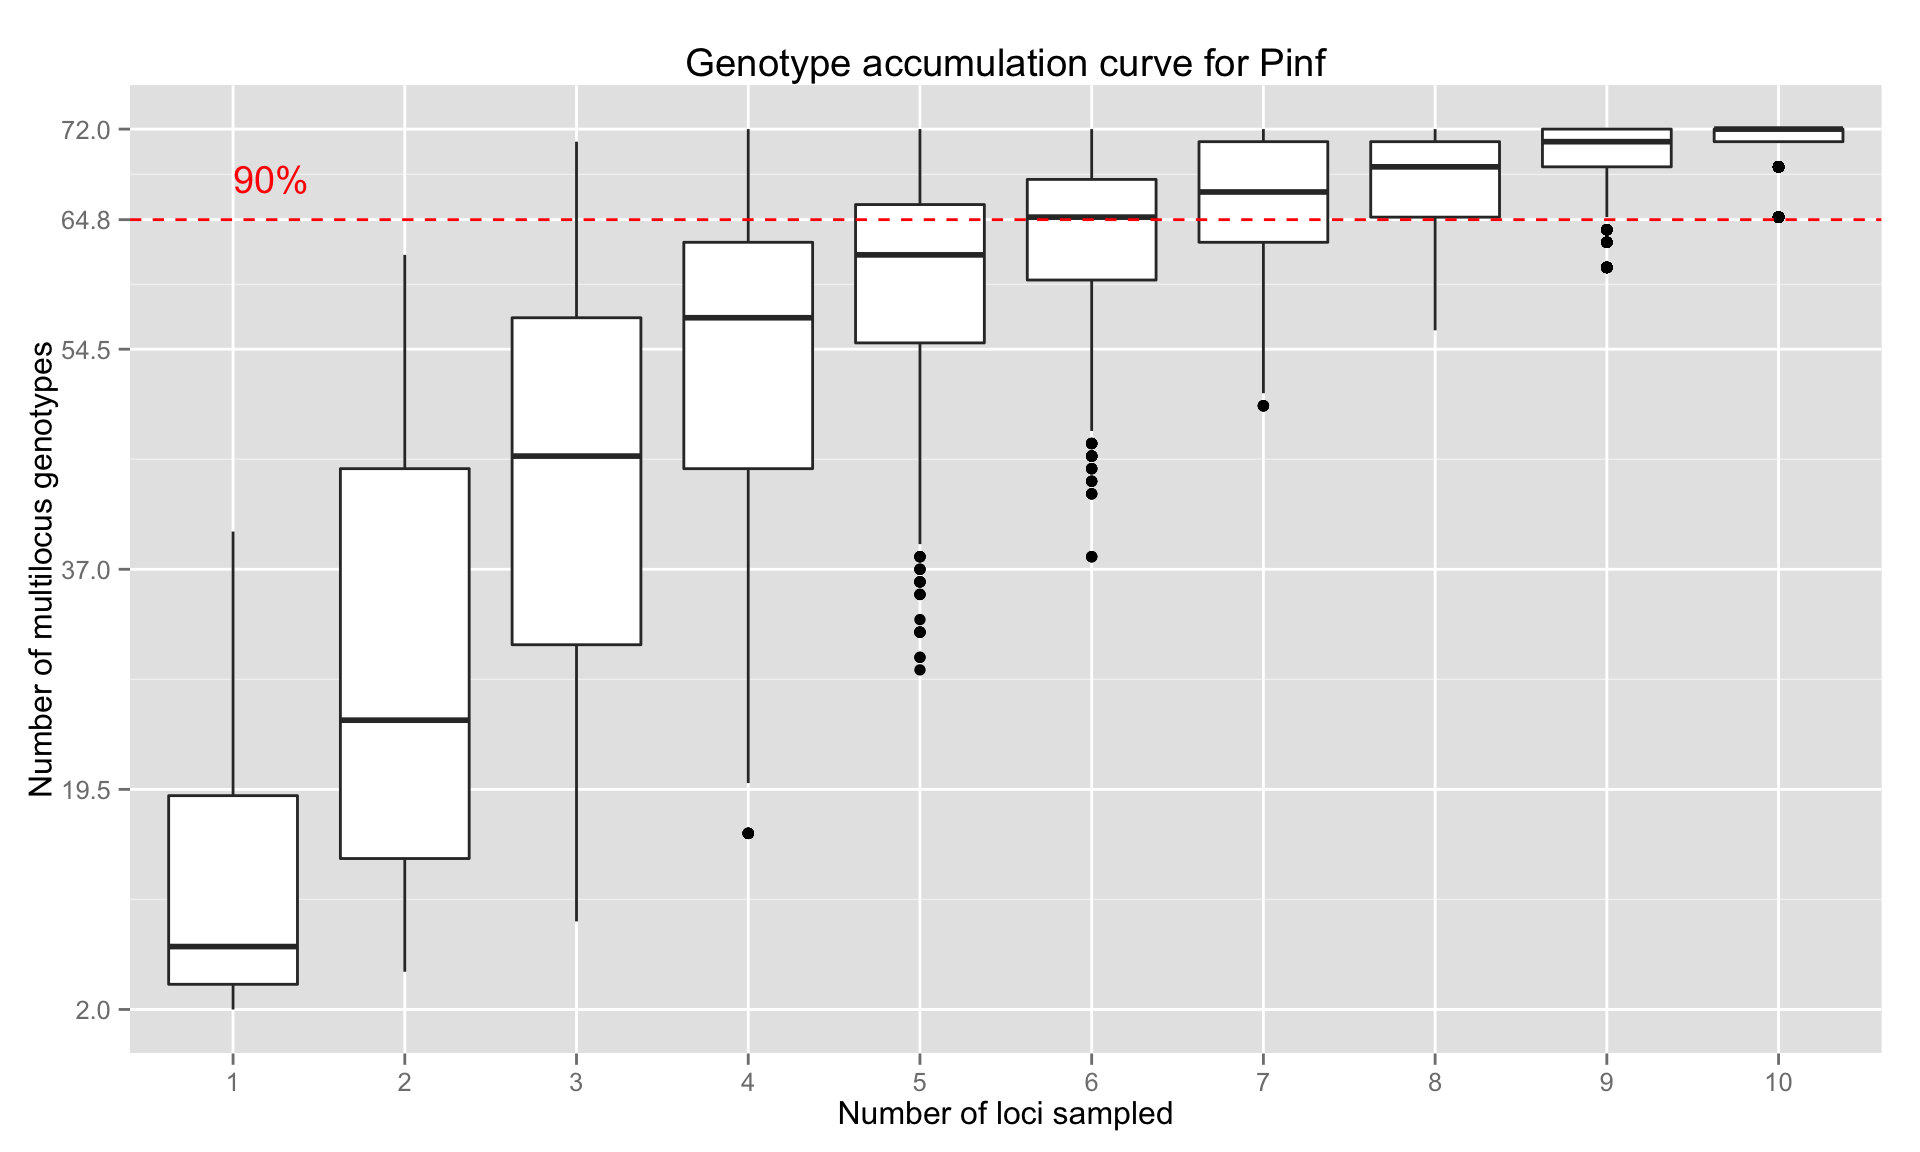 Genotype accumulation curve for Pinf
Number of multilocus genotypes
72.0
64.8
54.5
37.0
19.5
2.0
90%
1 2 3 4 5 6 7 8 9 10
Number of loci sampled